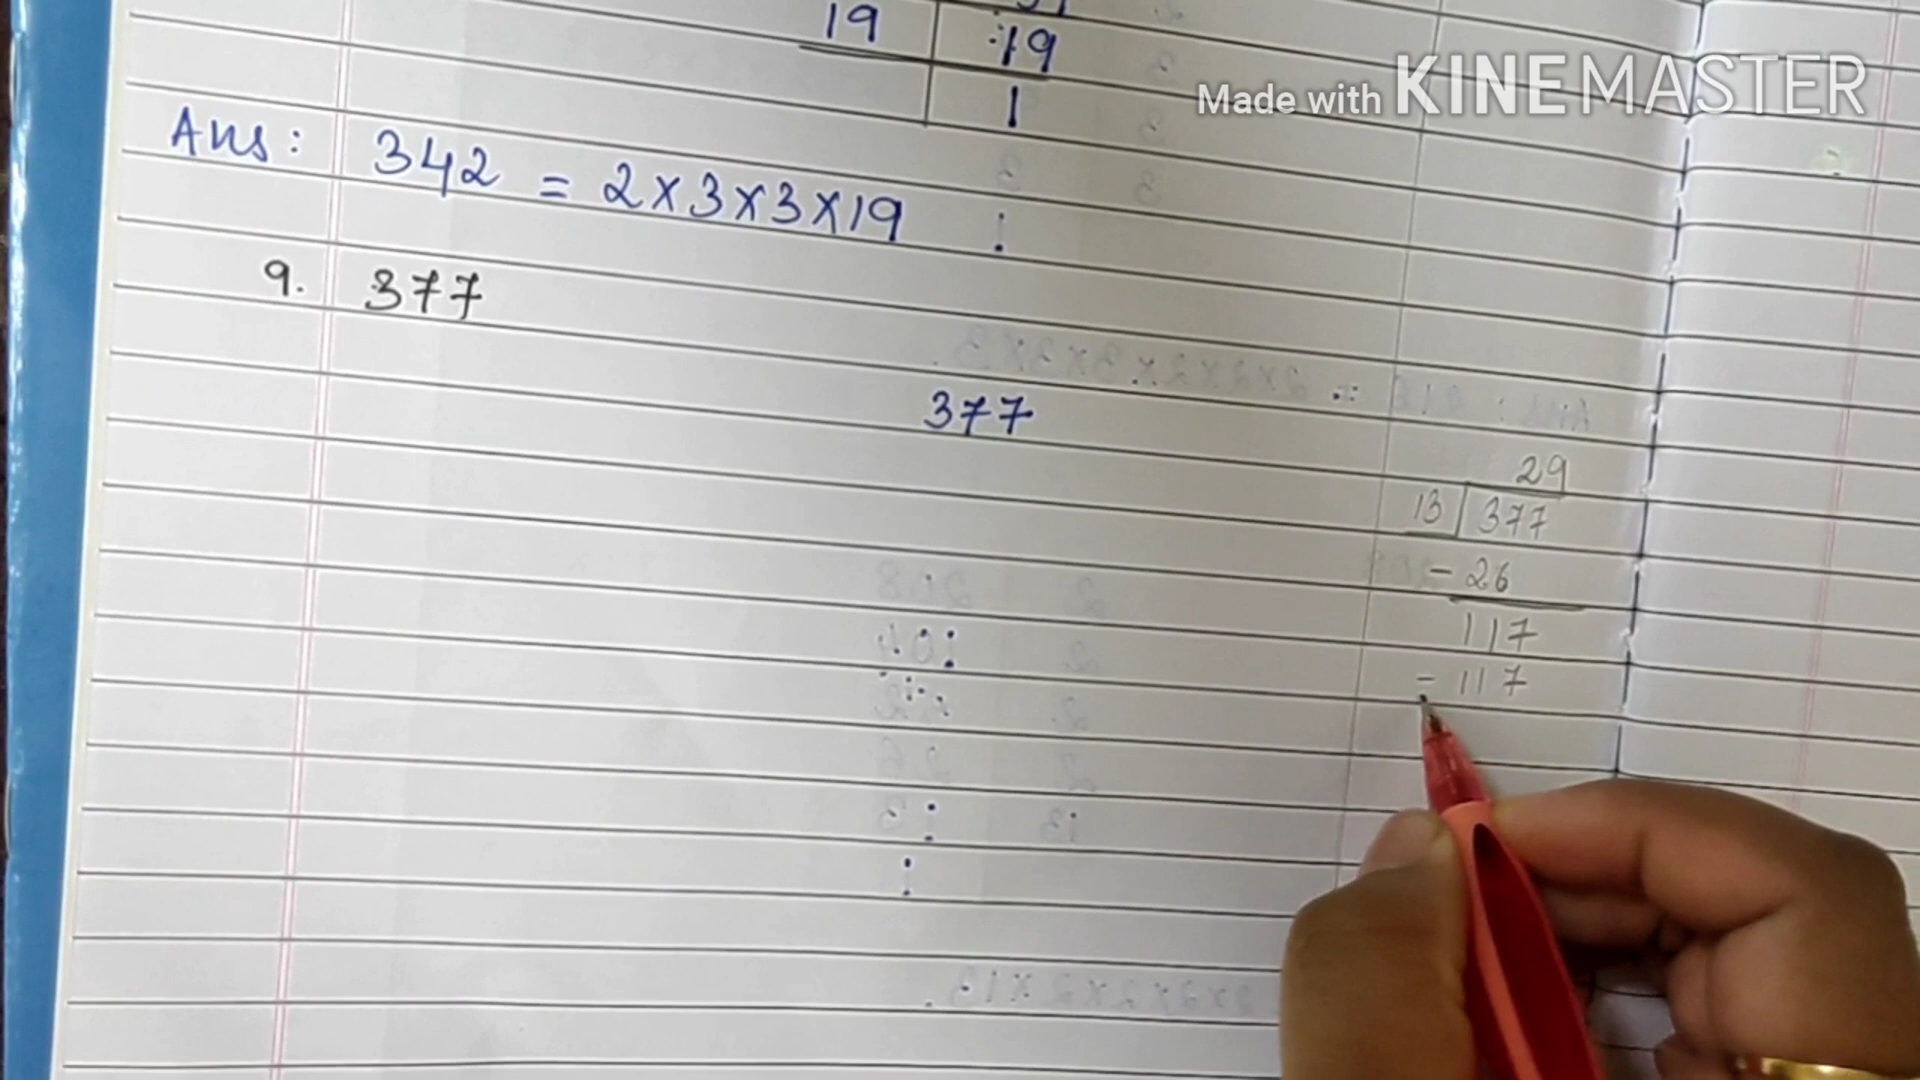 19 | 19
1
Made with KINEMASTER
Ans: 342 = 2×3×3×19
9. 377
377
29
13 377
- 26
117
- 117